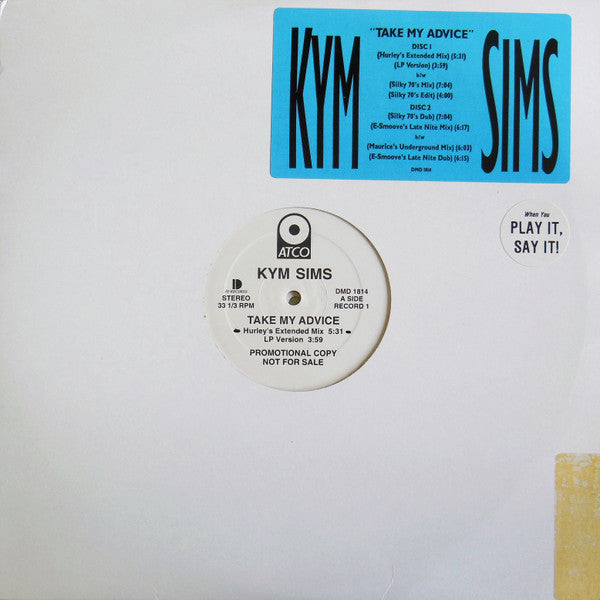 KYM
SIMS
"TAKE MY ADVICE"
DISC 1
(Hurley's Extended Mix) (5:31)
(LP Version) (3:59)
b/w
(Silky 70's Mix) (7:04)
(Silky 70's Edit) (4:00)
DISC 2
(Silky 70's Dub) (7:04)
(E-Smoove's Late Nite Mix) (6:17)
b/w
(Maurice's Underground Mix) (6:03)
(E-Smoove's Late Nite Dub) (6:15)
DMD 1814
When You
PLAY IT,
SAY IT!
ATCO
KYM SIMS
ID RECORDS
STEREO
33 1/3 RPM
DMD 1814
A SIDE
RECORD 1
TAKE MY ADVICE
Hurley's Extended Mix 5:31
LP Version 3:59
PROMOTIONAL COPY
NOT FOR SALE